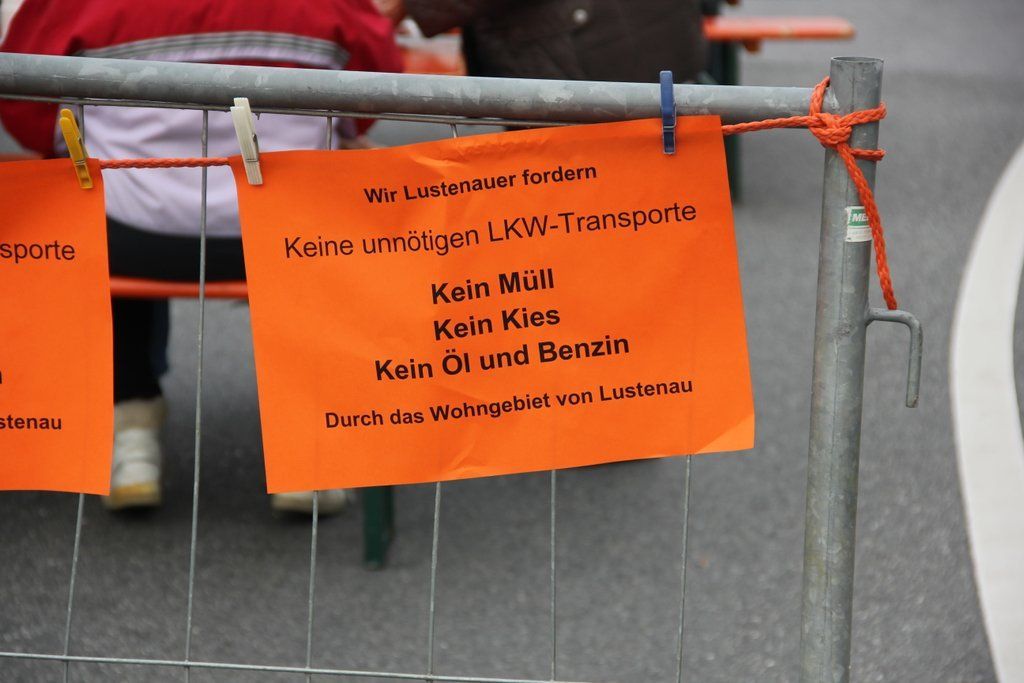 sporte
stenau
Wir Lustenauer fordern
Keine unnötigen LKW-Transporte
Kein Müll
Kein Kies
Kein Öl und Benzin
Durch das Wohngebiet von Lustenau